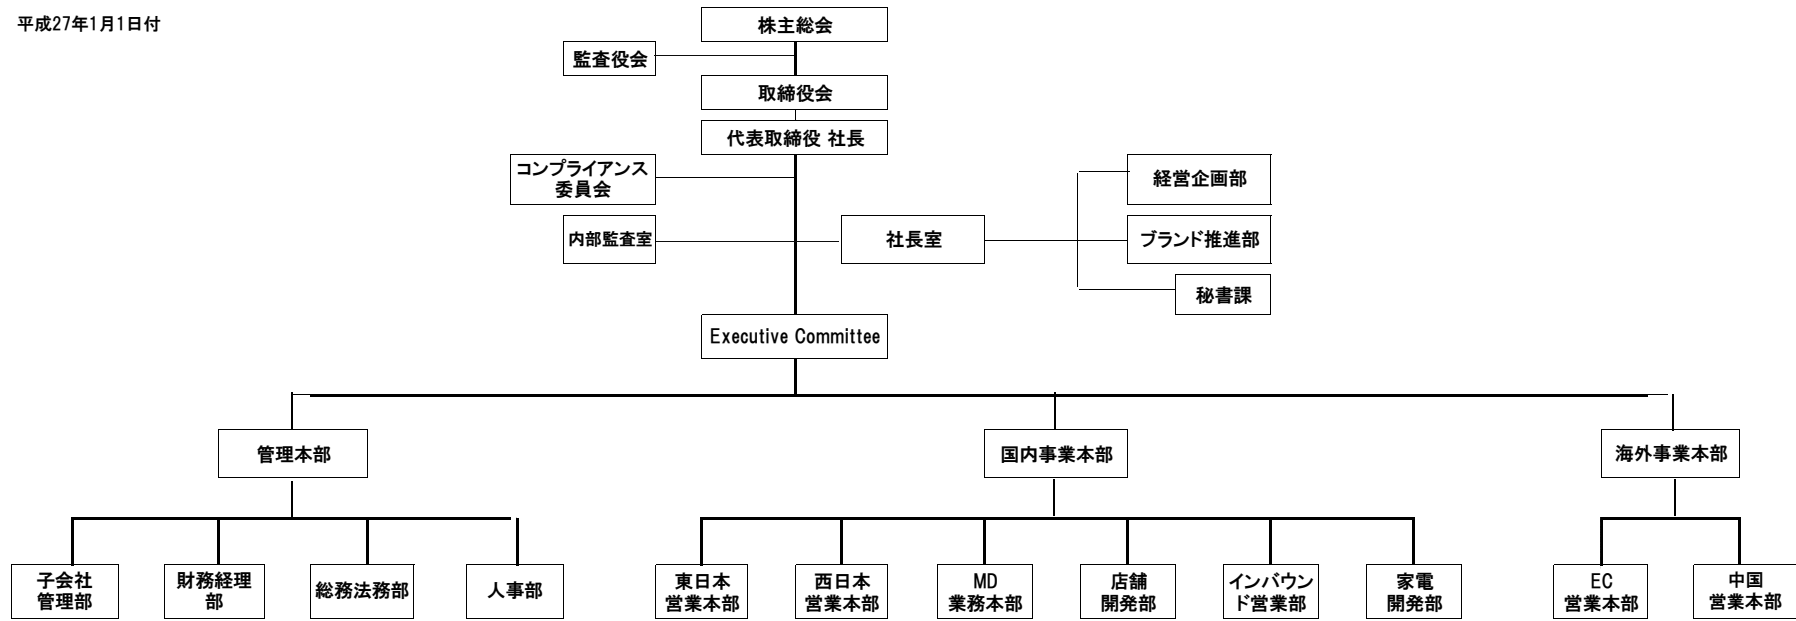 平成27年1月1日付
株主総会
監査役会
取締役会
代表取締役 社長
コンプライアンス
委員会
経営企画部
内部監査室
社長室
ブランド推進部
秘書課
Executive Committee
管理本部
国内事業本部
海外事業本部
子会社
管理部
財務経理
部
総務法務部
人事部
東日本
営業本部
西日本
営業本部
MD
業務本部
店舗
開発部
インバウン
ド営業部
家電
開発部
EC
営業本部
中国
営業本部